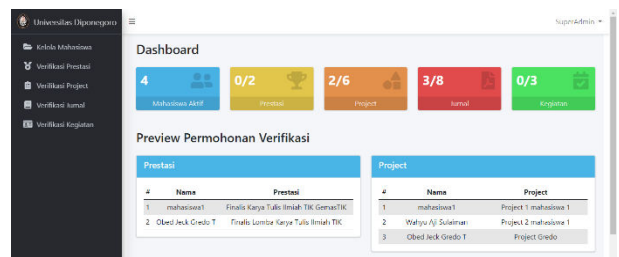 Universitas Diponegoro
SuperAdmin
Kelola Mahasiswa
Verifikasi Prestasi
Verifikasi Project
Verifikasi Jurnal
Verifikasi Kegiatan
Dashboard
4
Mahasiswa Aktif
0/2
Prestasi
2/6
Project
3/8
Jurnal
0/3
Kegiatan
Preview Permohonan Verifikasi
Prestasi
# Nama Prestasi
1 mahasiswa1 Finalis Karya Tulis Ilmiah TIK GemasTIK
2 Obed Jeck Gredo T Finalis Lomba Karya Tulis Ilmiah TIK
Project
# Nama Project
1 mahasiswa1 Project 1 mahasiswa 1
2 Wahyu Aji Sulaiman Project 2 mahasiswa 1
3 Obed Jeck Gredo T Project Gredo